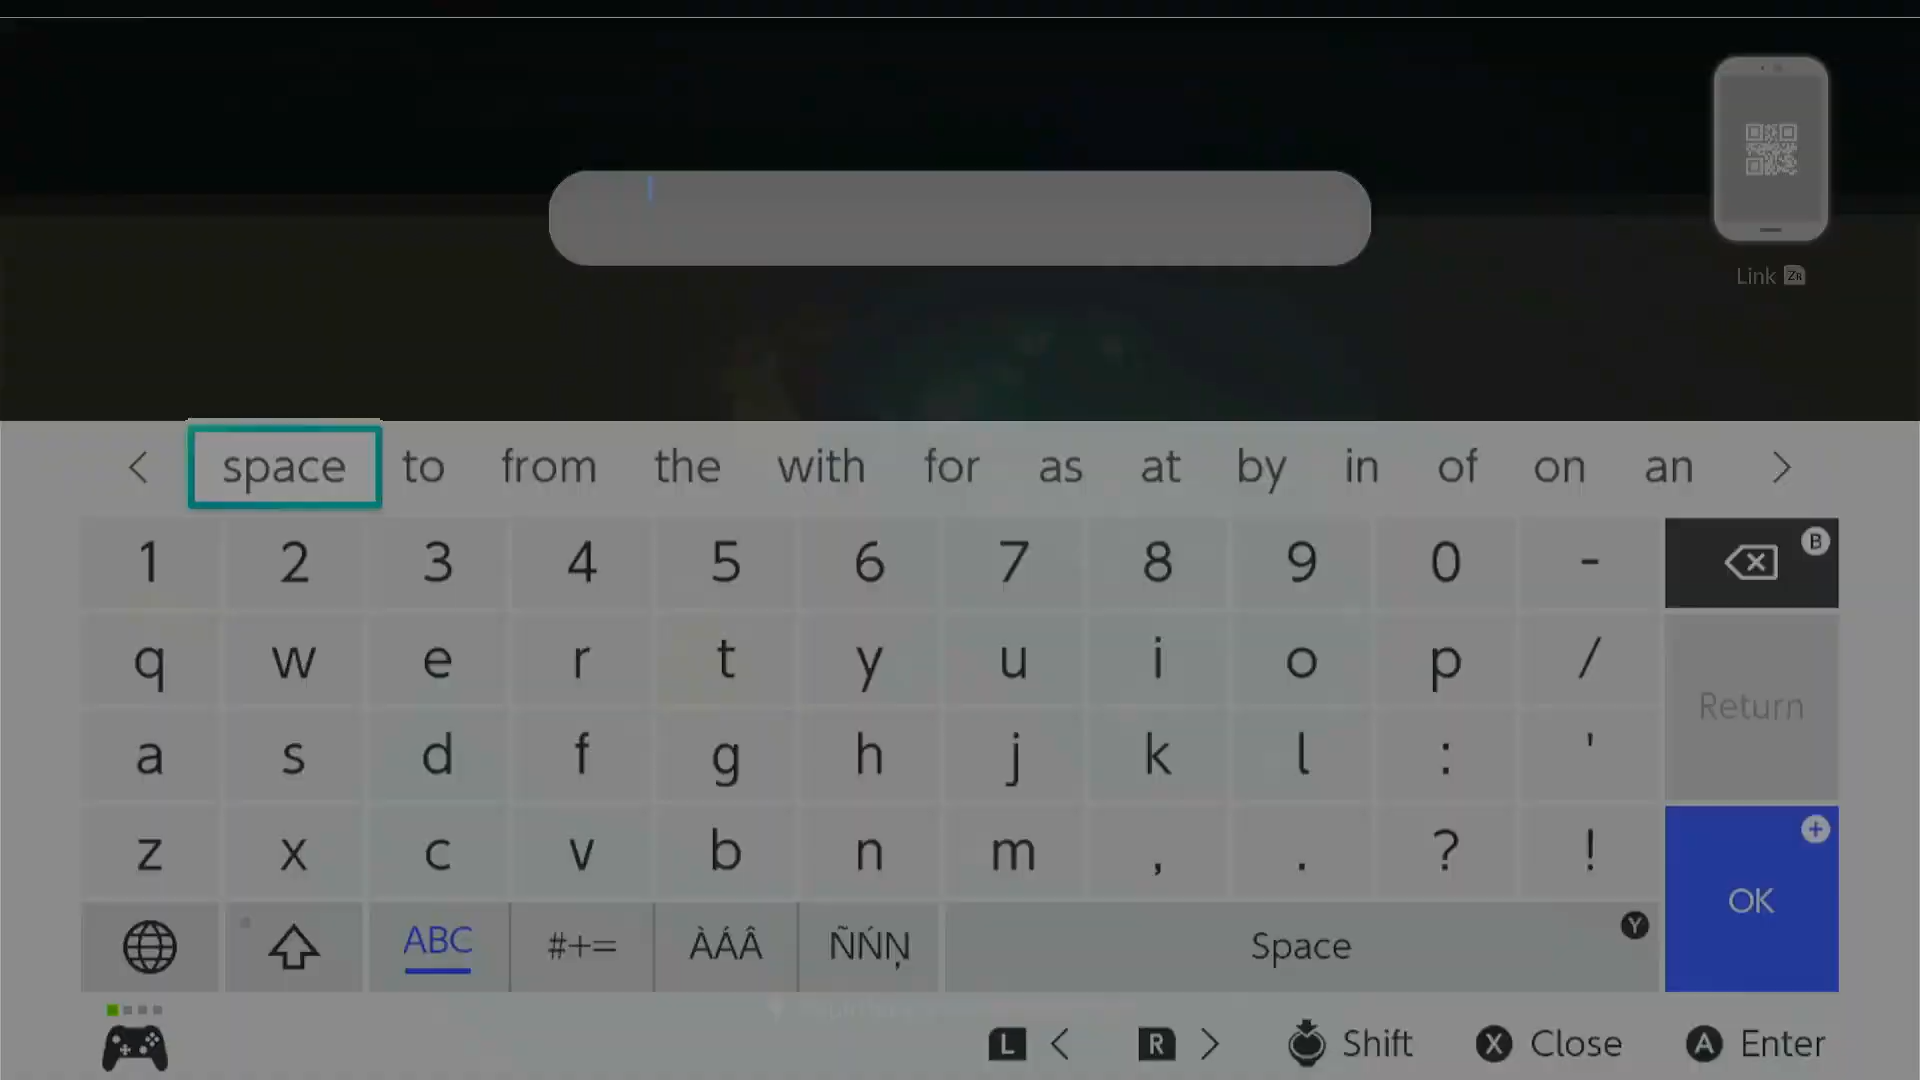 Link ZR
< space to from the with for as at by in of on an >
1 2 3 4 5 6 7 8 9 0 - B
q w e r t y u i o p /
Return
a s d f g h j k l : '
z x c v b n m , . ? ! +
OK
ABC #+= ÀÁÂ ÑŃŅ Space Y
L < R > Shift X Close A Enter